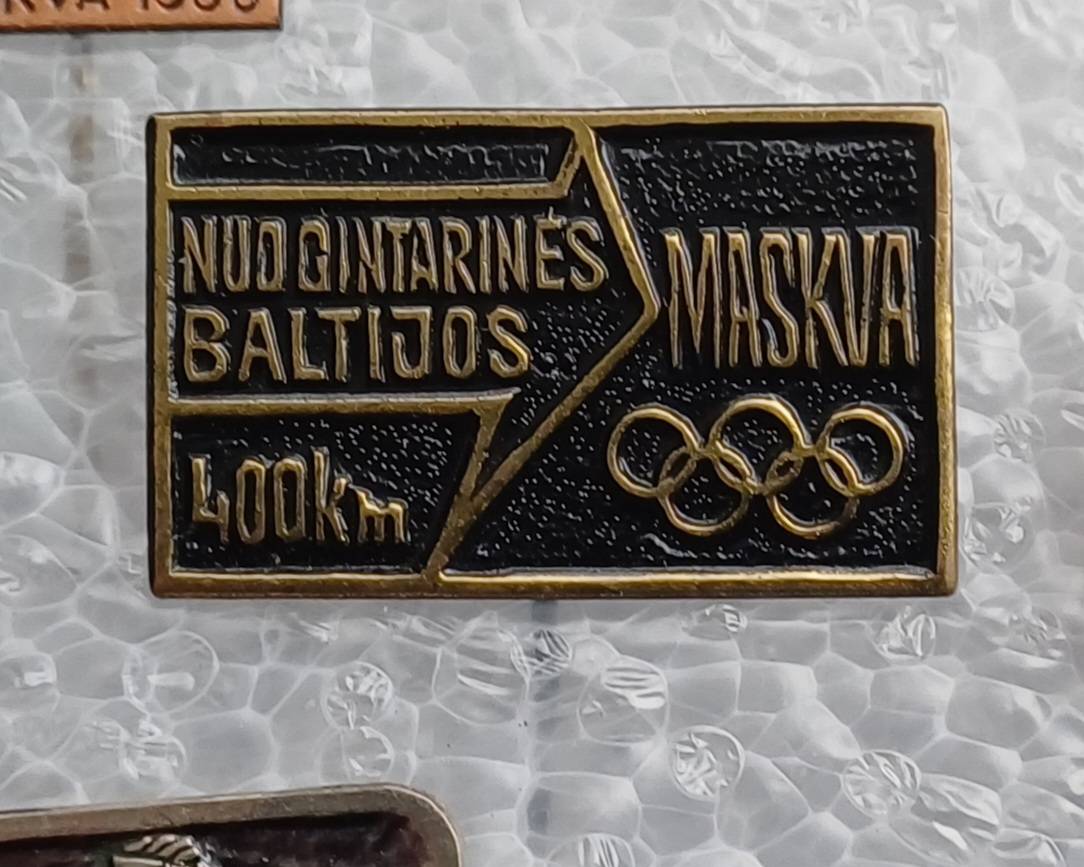 NUO GINTARINĖS
BALTIJOS
400km
MASKVA